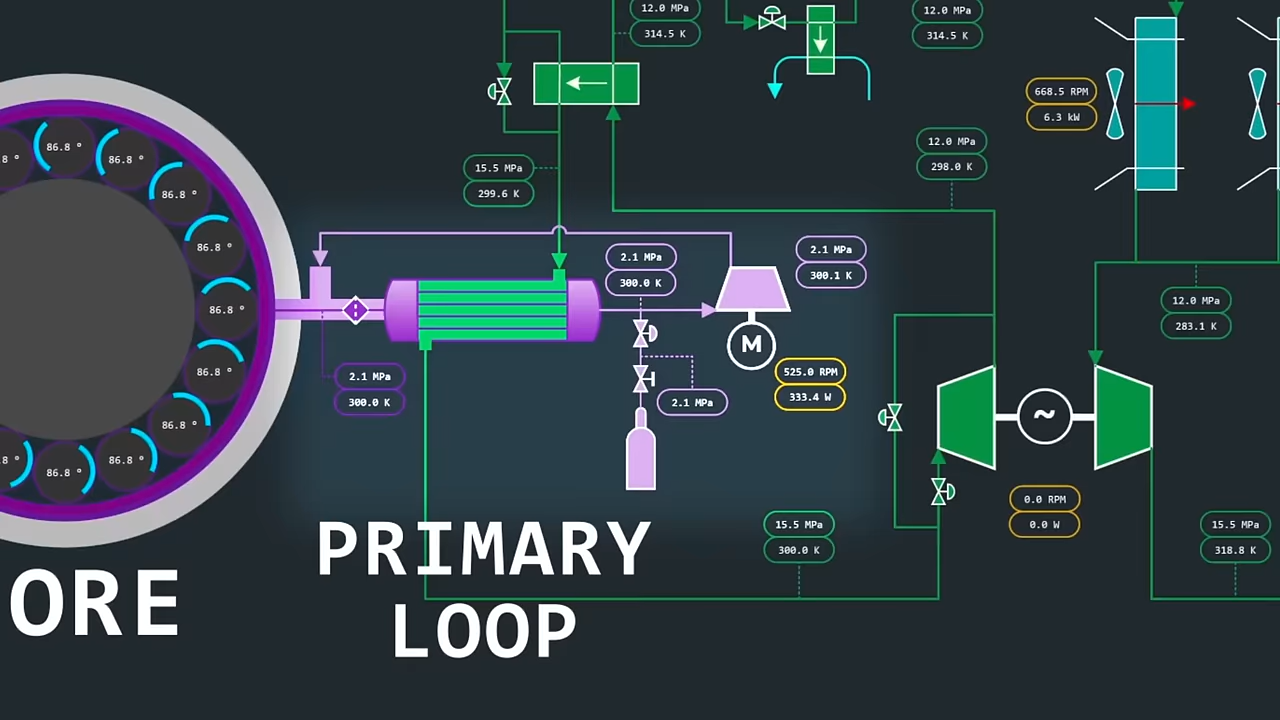 12.0 MPa
314.5 K
12.0 MPa
314.5 K
668.5 RPM
6.3 kW
12.0 MPa
298.0 K
15.5 MPa
299.6 K
8 °
86.8 °
86.8 °
86.8 °
86.8 °
86.8 °
86.8 °
86.8 °
86.8 °
86.8 °
.8 °
2.1 MPa
300.0 K
2.1 MPa
300.1 K
2.1 MPa
300.0 K
M
525.0 RPM
333.4 W
2.1 MPa
12.0 MPa
283.1 K
~
0.0 RPM
0.0 W
15.5 MPa
300.0 K
15.5 MPa
318.8 K
ORE
PRIMARY
LOOP